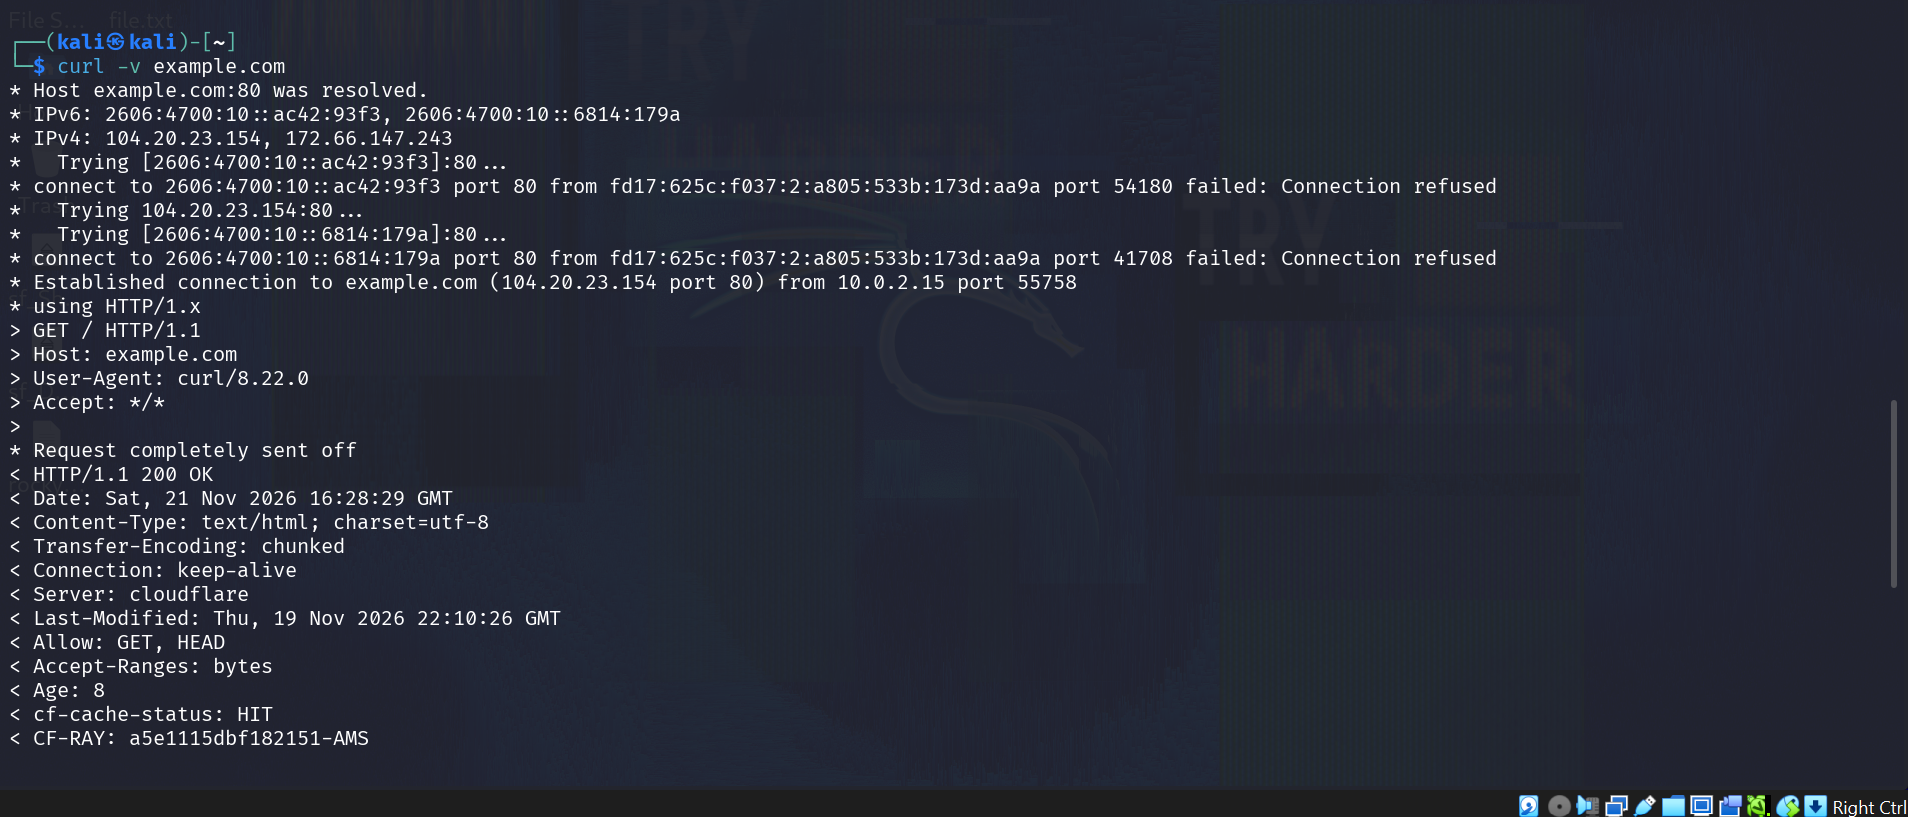 File S... file.txt
┌──(kali㉿kali)-[~]
└─$ curl -v example.com
* Host example.com:80 was resolved.
* IPv6: 2606:4700:10::ac42:93f3, 2606:4700:10::6814:179a
* IPv4: 104.20.23.154, 172.66.147.243
*   Trying [2606:4700:10::ac42:93f3]:80...
* connect to 2606:4700:10::ac42:93f3 port 80 from fd17:625c:f037:2:a805:533b:173d:aa9a port 54180 failed: Connection refused
*   Trying 104.20.23.154:80...
*   Trying [2606:4700:10::6814:179a]:80...
* connect to 2606:4700:10::6814:179a port 80 from fd17:625c:f037:2:a805:533b:173d:aa9a port 41708 failed: Connection refused
* Established connection to example.com (104.20.23.154 port 80) from 10.0.2.15 port 55758
* using HTTP/1.x
> GET / HTTP/1.1
> Host: example.com
> User-Agent: curl/8.22.0
> Accept: */*
>
* Request completely sent off
< HTTP/1.1 200 OK
< Date: Sat, 21 Nov 2026 16:28:29 GMT
< Content-Type: text/html; charset=utf-8
< Transfer-Encoding: chunked
< Connection: keep-alive
< Server: cloudflare
< Last-Modified: Thu, 19 Nov 2026 22:10:26 GMT
< Allow: GET, HEAD
< Accept-Ranges: bytes
< Age: 8
< cf-cache-status: HIT
< CF-RAY: a5e1115dbf182151-AMS
TRY
HARDER
TRY
HARDER
Right Ctrl